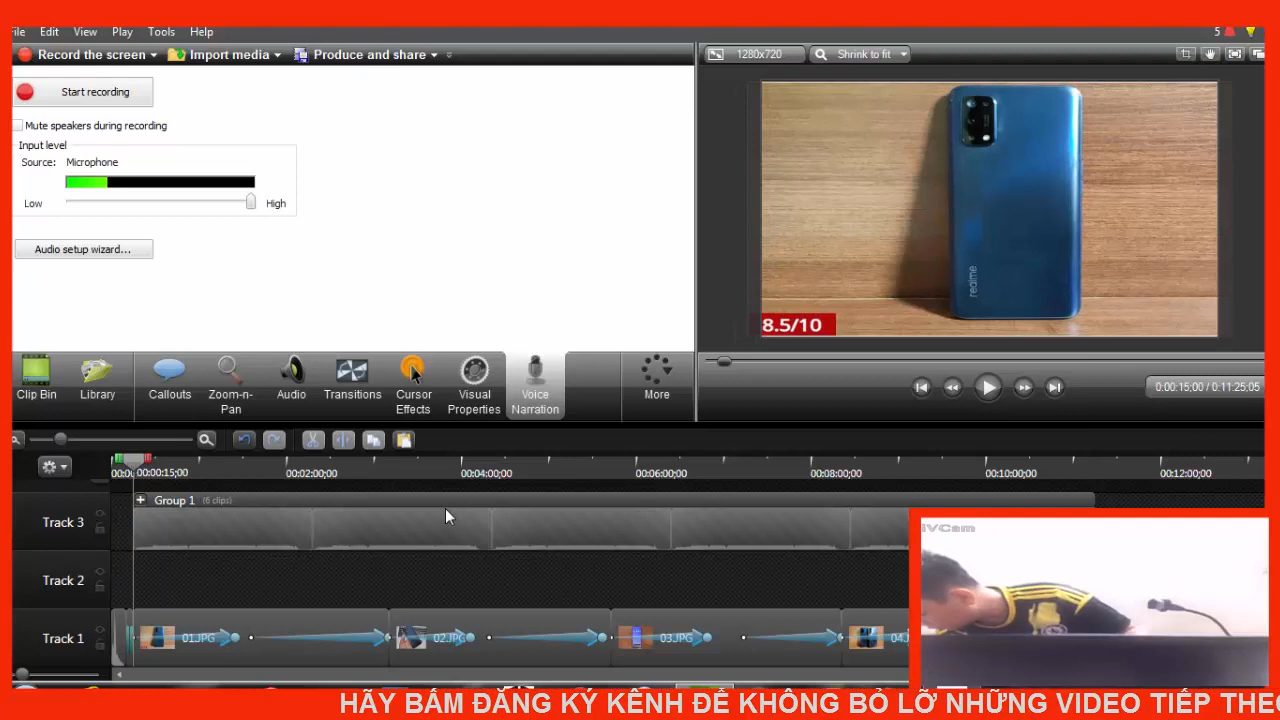 File Edit View Play Tools Help 5
Record the screen Import media Produce and share 1280x720 Shrink to fit
Start recording
Mute speakers during recording
Input level
Source: Microphone
Low High
Audio setup wizard...
realme
8.5/10
Clip Bin Library Callouts Zoom-n-Pan Audio Transitions Cursor Effects Visual Properties Voice Narration More
0:00:15;00 / 0:11:25;05
00:00:15;00 00:02:00;00 00:04:00;00 00:06:00;00 00:08:00;00 00:10:00;00 00:12:00;00
Group 1 (6 clips)
Track 3
iVCam
Track 2
Track 1 01.JPG 02.JPG 03.JPG 04.J
HÃY BẤM ĐĂNG KÝ KÊNH ĐỂ KHÔNG BỎ LỠ NHỮNG VIDEO TIẾP THEO